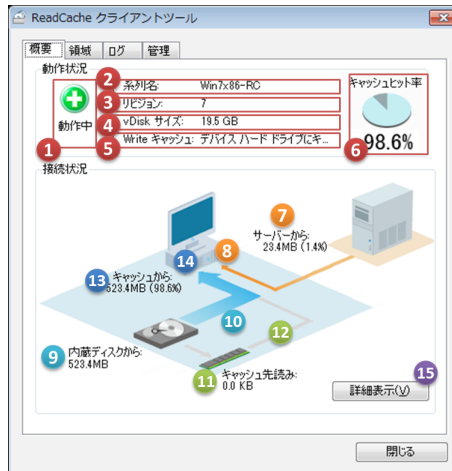 ReadCache クライアントツール
概要 領域 ログ 管理
動作状況
動作中
1
2 系列名: Win7x86-RC
3 リビジョン: 7
4 vDisk サイズ: 19.5 GB
5 Write キャッシュ: デバイス ハード ドライブにキ...
キャッシュヒット率
6 98.6%
接続状況
7
サーバーから:
23.4MB (1.4%)
8
14
13 キャッシュから:
523.4MB (98.6%)
10
12
9 内蔵ディスクから:
523.4MB
11 キャッシュ先読み:
0.0 KB
15
詳細表示(V)
閉じる